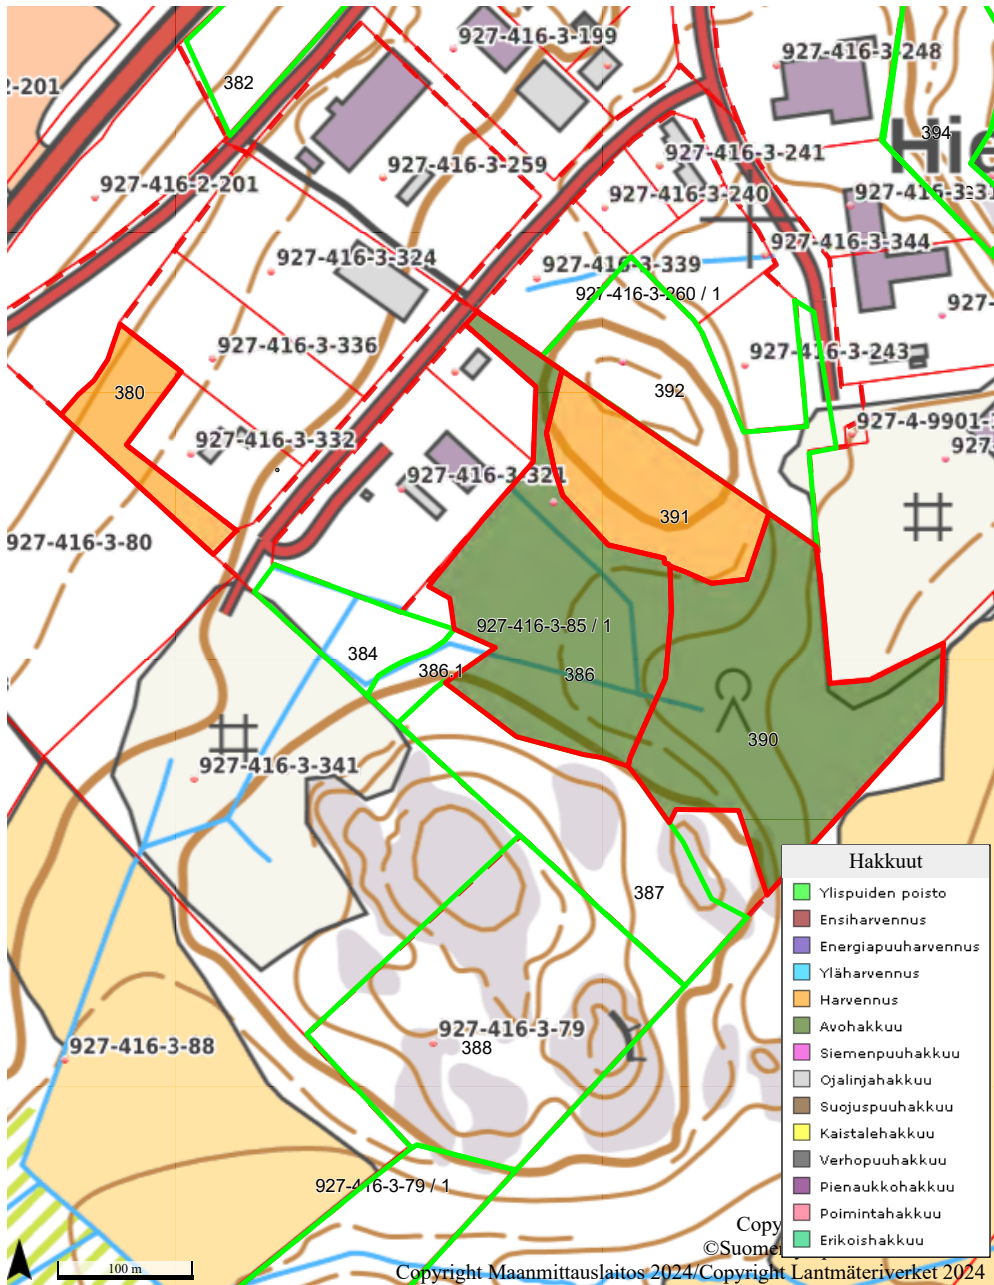 927-416-3-199
927-416-3-248
2-201
382
394
Hie
927-416-3-259
927-416-3-241
927-416-2-201
927-416-3-240
927-416-3-324
927-416-3-344
927-416-3-339
927-416-3-260 / 1
927-
927-416-3-336
927-416-3-243
380
392
927-416-3-332
927-4-9901-
927-416-3-321
391
927-416-3-80
927-416-3-85 / 1
384
386.1
386
390
927-416-3-341
387
927-416-3-79
388
927-416-3-88
927-416-3-79 / 1
Hakkuut
Ylispuiden poisto
Ensiharvennus
Energiapuuharvennus
Yläharvennus
Harvennus
Avohakkuu
Siemenpuuhakkuu
Ojalinjahakkuu
Suojuspuuhakkuu
Kaistalehakkuu
Verhopuuhakkuu
Pienaukkohakkuu
Poimintahakkuu
Erikoishakkuu
100 m
Copy
©Suome
Copyright Maanmittauslaitos 2024/Copyright Lantmäteriverket 2024